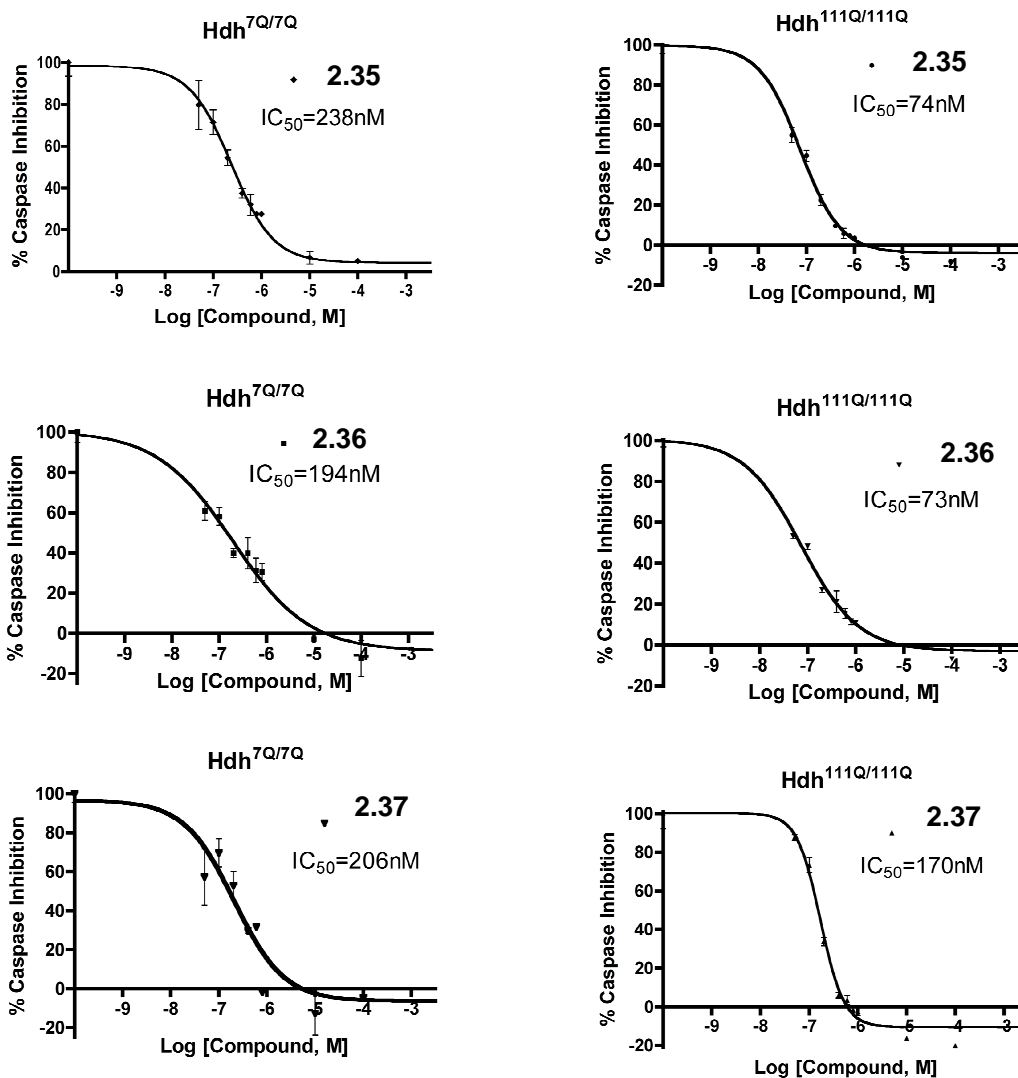 Hdh7Q/7Q
2.35
IC50=238nM
% Caspase Inhibition
100
80
60
40
20
0
-9 -8 -7 -6 -5 -4 -3
Log [Compound, M]
Hdh111Q/111Q
2.35
IC50=74nM
% Caspase Inhibition
100
80
60
40
20
0
-20
-9 -8 -7 -6 -5 -4 -3
Log [Compound, M]
Hdh7Q/7Q
2.36
IC50=194nM
% Caspase Inhibition
100
80
60
40
20
0
-20
-9 -8 -7 -6 -5 -4 -3
Log [Compound, M]
Hdh111Q/111Q
2.36
IC50=73nM
% Caspase Inhibition
100
80
60
40
20
0
-20
-9 -8 -7 -6 -5 -4 -3
Log [Compound, M]
Hdh7Q/7Q
2.37
IC50=206nM
% Caspase Inhibition
100
80
60
40
20
0
-20
-9 -8 -7 -6 -5 -4 -3
Log [Compound, M]
Hdh111Q/111Q
2.37
IC50=170nM
% Caspase Inhibition
100
80
60
40
20
0
-20
-9 -8 -7 -6 -5 -4 -3
Log [Compound, M]